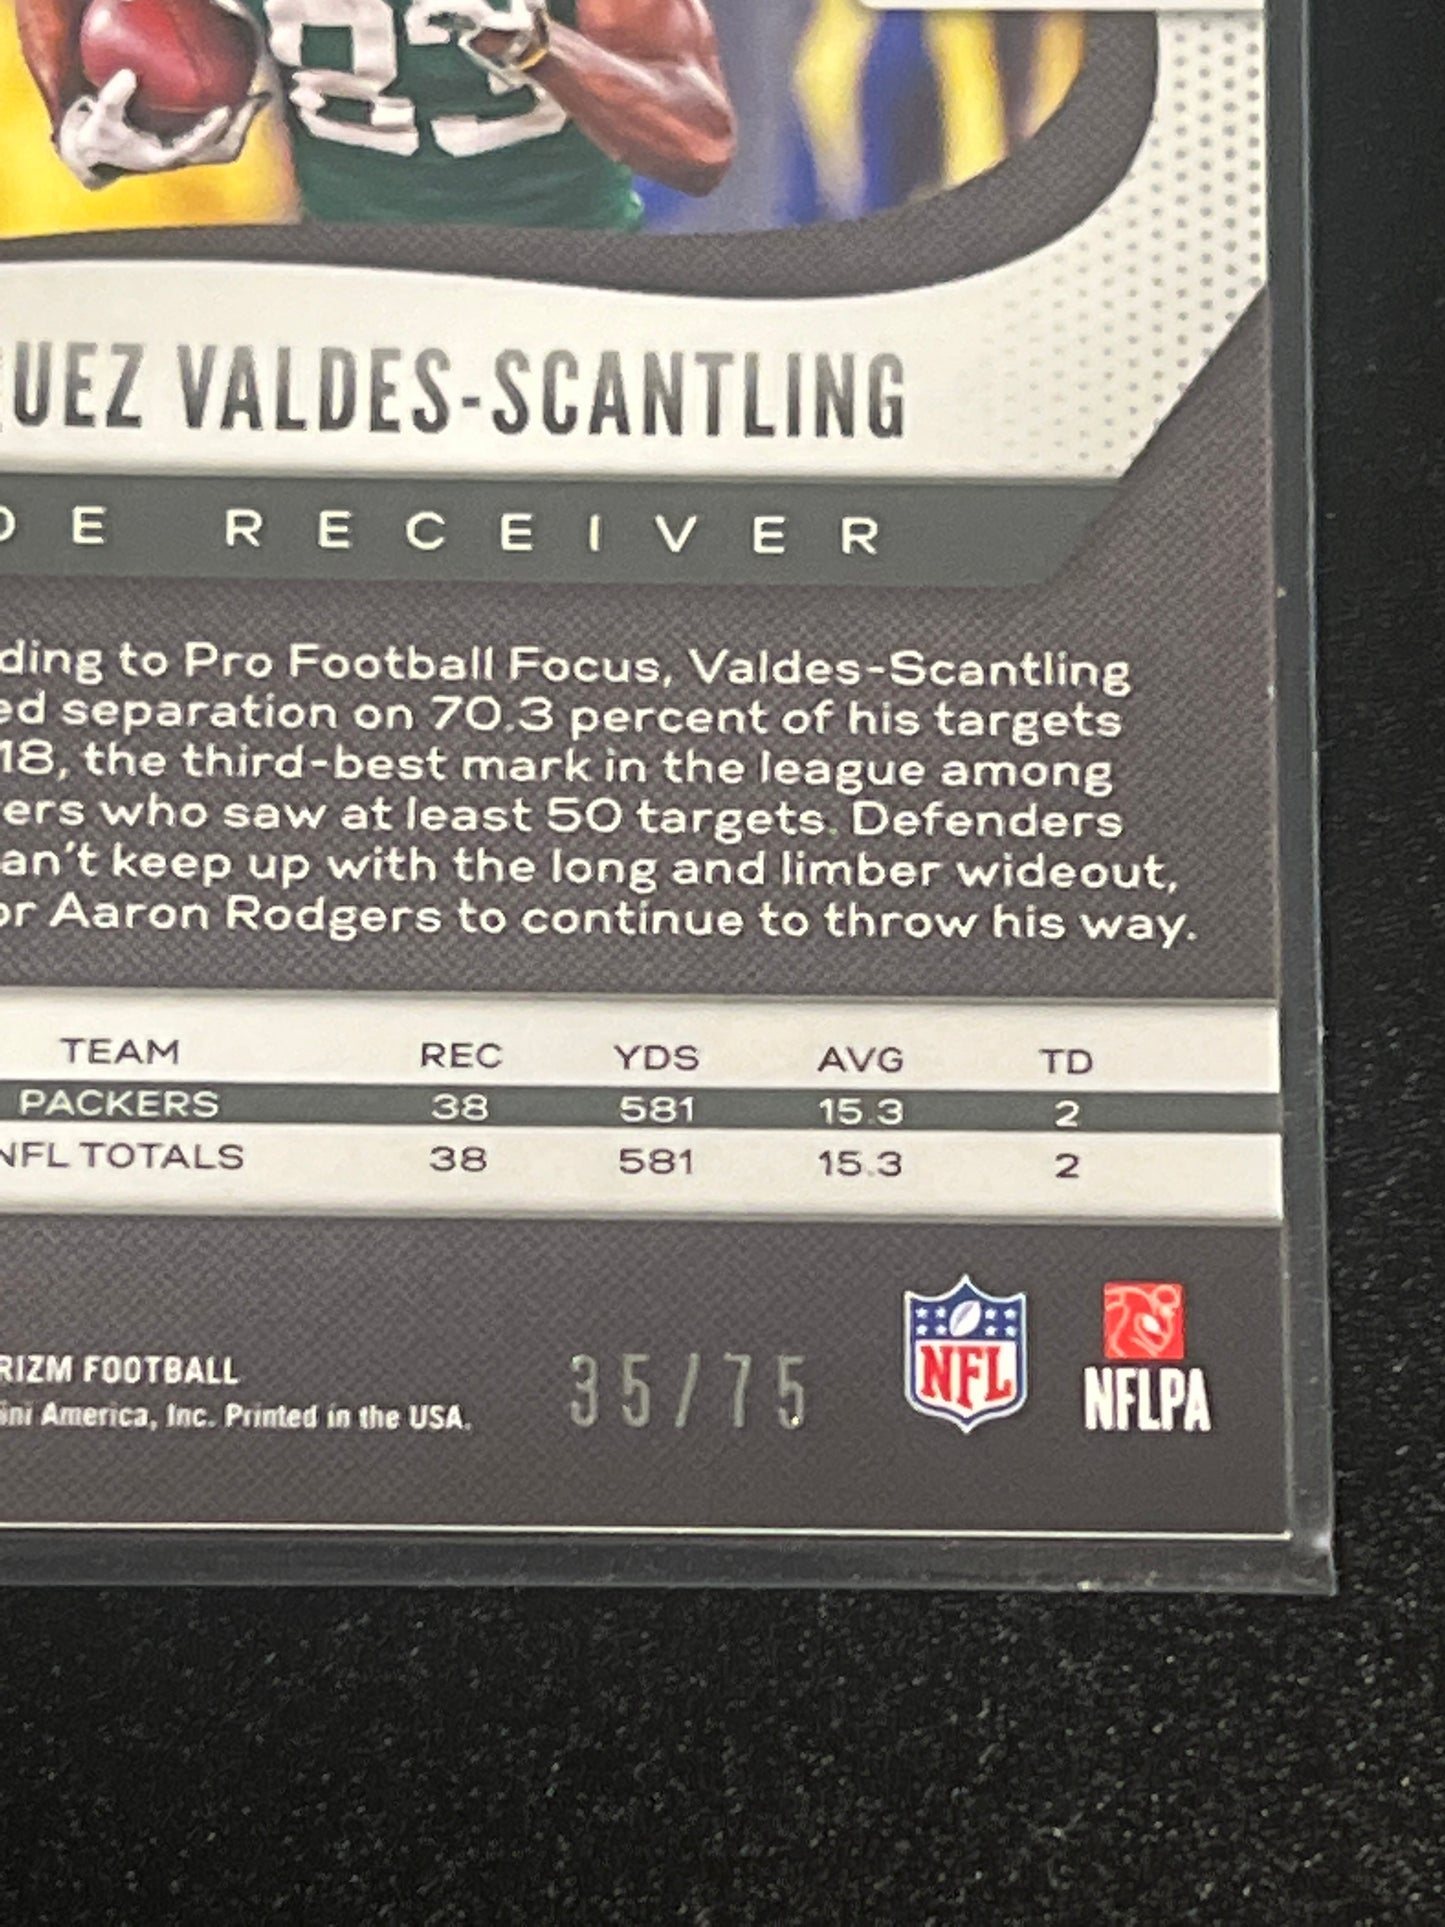 83
UEZ VALDES-SCANTLING
DE RECEIVER
ding to Pro Football Focus, Valdes-Scantling
ed separation on 70.3 percent of his targets
18, the third-best mark in the league among
ers who saw at least 50 targets. Defenders
an't keep up with the long and limber wideout,
or Aaron Rodgers to continue to throw his way.
TEAM REC YDS AVG TD
PACKERS 38 581 15.3 2
NFL TOTALS 38 581 15.3 2
RIZM FOOTBALL
ini America, Inc. Printed in the USA.
35/75
NFL
NFLPA